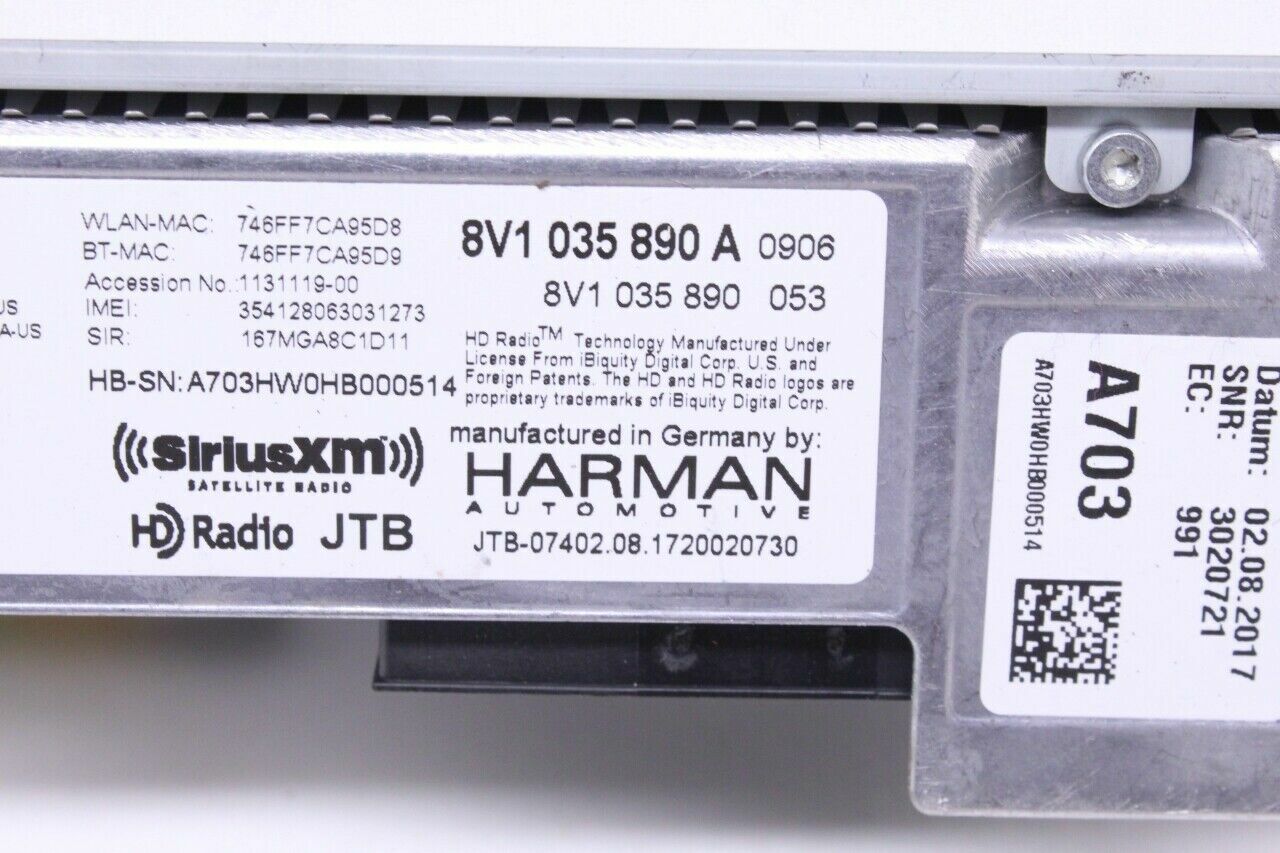 WLAN-MAC: 746FF7CA95D8
BT-MAC: 746FF7CA95D9
Accession No.:1131119-00
IMEI: 354128063031273
SIR: 167MGA8C1D11
HB-SN: A703HW0HB000514
US
A-US
SiriusXM
SATELLITE RADIO
HD Radio JTB
8V1 035 890 A 0906
8V1 035 890 053
HD Radio™ Technology Manufactured Under
License From iBiquity Digital Corp. U.S. and
Foreign Patents. The HD and HD Radio logos are
proprietary trademarks of iBiquity Digital Corp.
manufactured in Germany by:
HARMAN
AUTOMOTIVE
JTB-07402.08.1720020730
Datum: 02.08.2017
SNR: 3020721
EC: 991
A703
A703HW0HB000514